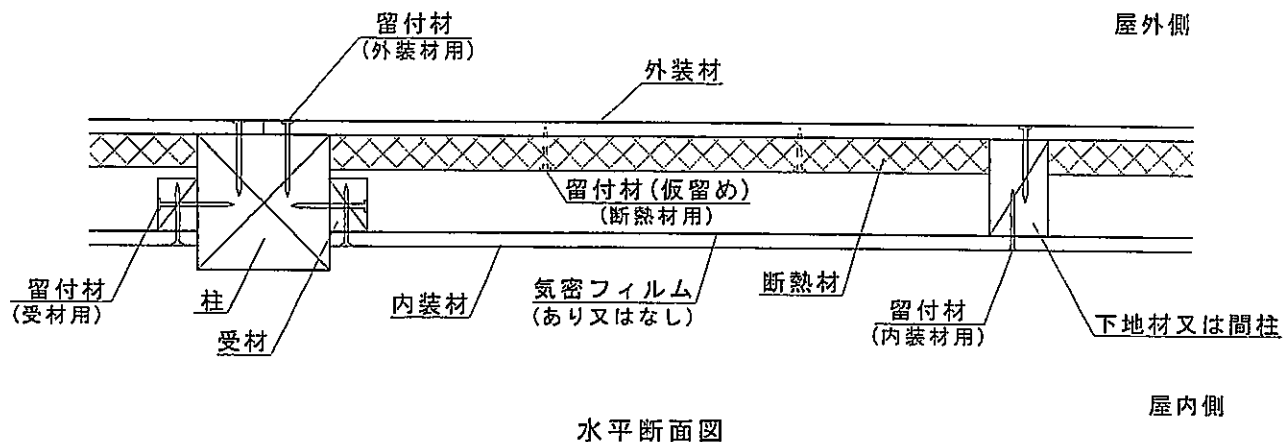 留付材
(外装材用)
屋外側
外装材
留付材(仮留め)
(断熱材用)
留付材
(受材用)
柱
受材
内装材
気密フィルム
(あり又はなし)
断熱材
留付材
(内装材用)
下地材又は間柱
屋内側
水平断面図